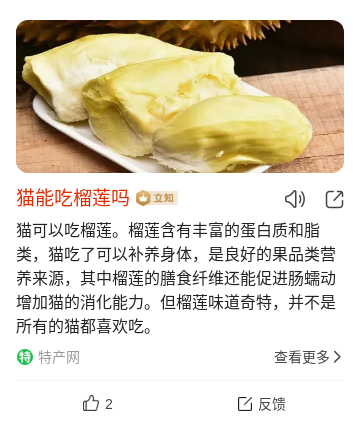 猫能吃榴莲吗 立知
猫可以吃榴莲。榴莲含有丰富的蛋白质和脂
类，猫吃了可以补养身体，是良好的果品类营
养来源，其中榴莲的膳食纤维还能促进肠蠕动
增加猫的消化能力。但榴莲味道奇特，并不是
所有的猫都喜欢吃。
特 特产网 查看更多
2 反馈